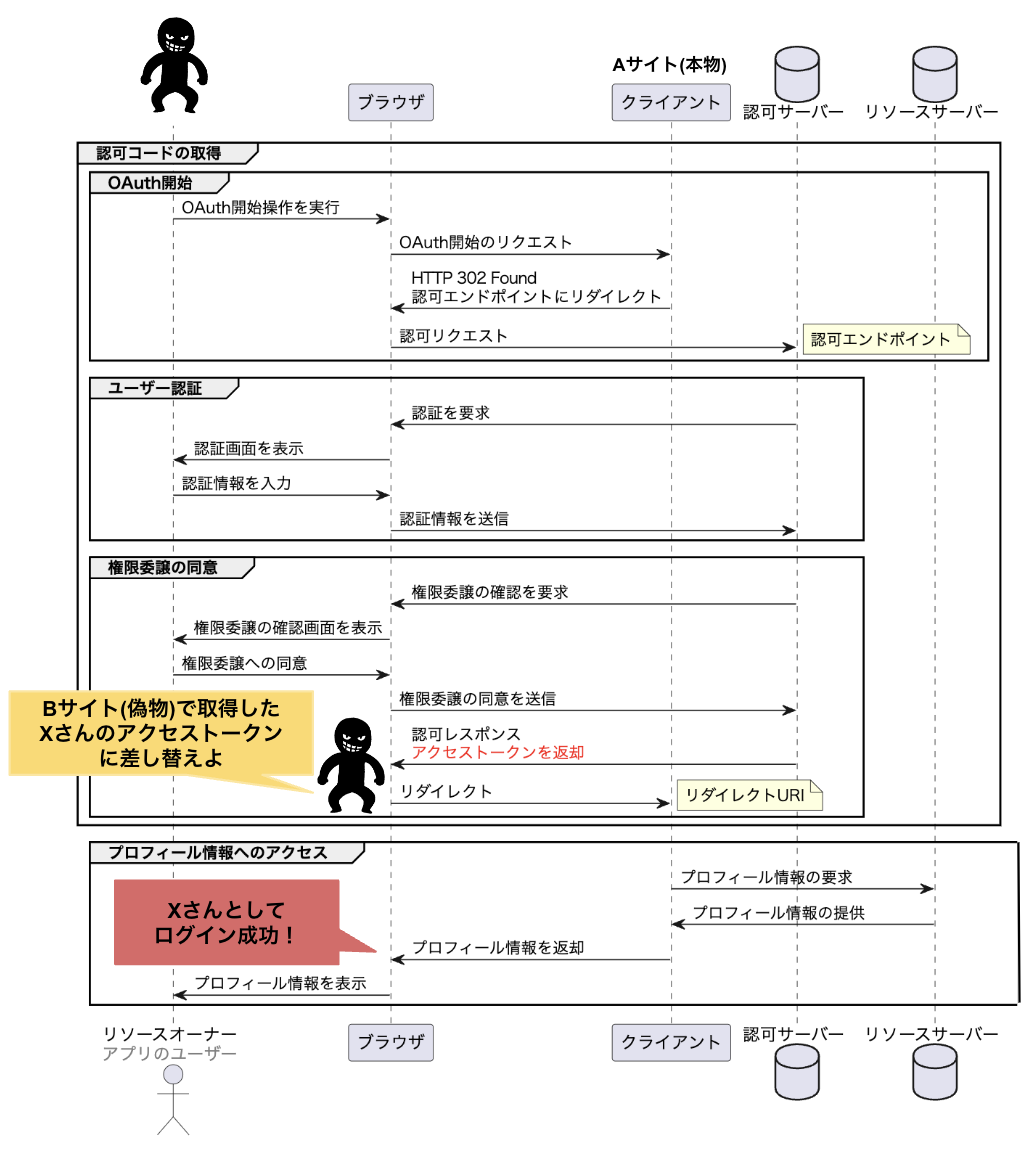 Aサイト(本物)
ブラウザ
クライアント
認可サーバー
リソースサーバー
認可コードの取得
OAuth開始
OAuth開始操作を実行
OAuth開始のリクエスト
HTTP 302 Found
認可エンドポイントにリダイレクト
認可リクエスト
認可エンドポイント
ユーザー認証
認証を要求
認証画面を表示
認証情報を入力
認証情報を送信
権限委譲の同意
権限委譲の確認を要求
権限委譲の確認画面を表示
権限委譲への同意
権限委譲の同意を送信
Bサイト(偽物)で取得した
Xさんのアクセストークン
に差し替えよ
認可レスポンス
アクセストークンを返却
リダイレクト
リダイレクトURI
プロフィール情報へのアクセス
プロフィール情報の要求
プロフィール情報の提供
Xさんとして
ログイン成功！
プロフィール情報を返却
プロフィール情報を表示
リソースオーナー
アプリのユーザー
ブラウザ
クライアント
認可サーバー
リソースサーバー